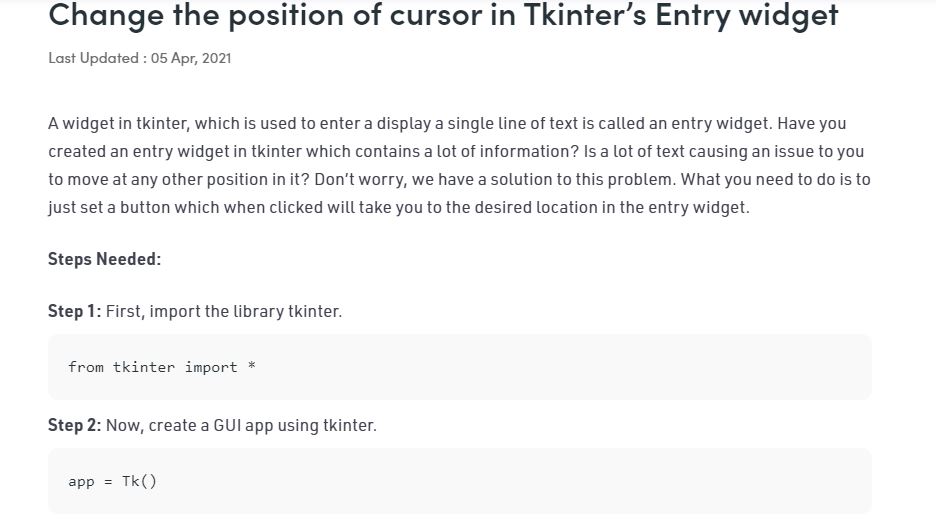 Change the position of cursor in Tkinter’s Entry widget
Last Updated : 05 Apr, 2021
A widget in tkinter, which is used to enter a display a single line of text is called an entry widget. Have you
created an entry widget in tkinter which contains a lot of information? Is a lot of text causing an issue to you
to move at any other position in it? Don’t worry, we have a solution to this problem. What you need to do is to
just set a button which when clicked will take you to the desired location in the entry widget.
Steps Needed:
Step 1: First, import the library tkinter.
from tkinter import *
Step 2: Now, create a GUI app using tkinter.
app = Tk()